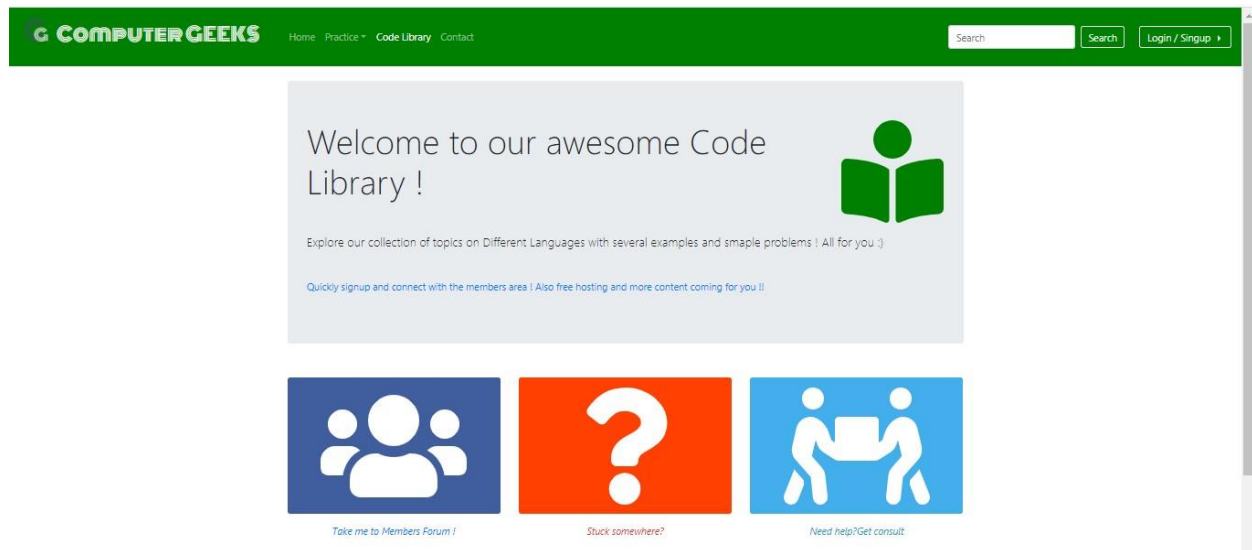 G COMPUTER GEEKS
Home Practice Code Library Contact
Search Search Login / Singup
Welcome to our awesome Code
Library !
Explore our collection of topics on Different Languages with several examples and smaple problems ! All for you :)
Quickly signup and connect with the members area ! Also free hosting and more content coming for you !!
Take me to Members Forum !
Stuck somewhere?
Need help?Get consult